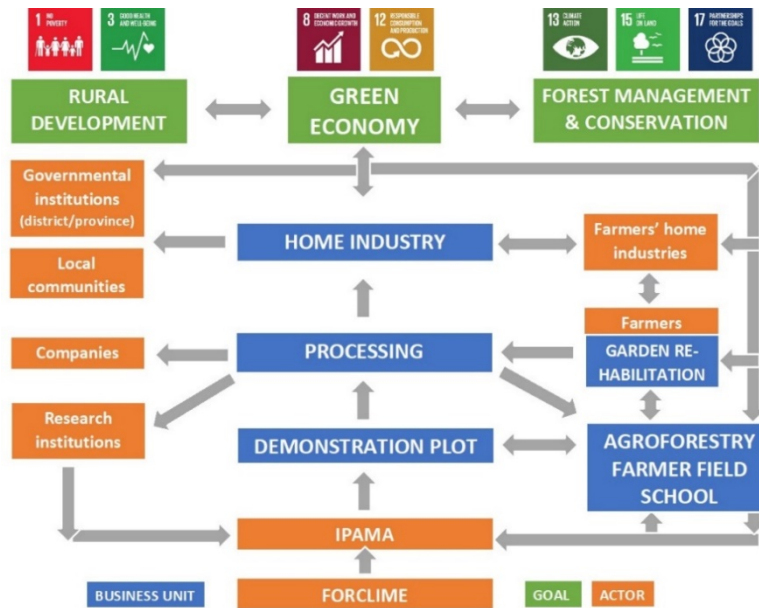 1 NO POVERTY
3 GOOD HEALTH AND WELL-BEING
8 DECENT WORK AND ECONOMIC GROWTH
12 RESPONSIBLE CONSUMPTION AND PRODUCTION
13 CLIMATE ACTION
15 LIFE ON LAND
17 PARTNERSHIPS FOR THE GOALS
RURAL
DEVELOPMENT
GREEN
ECONOMY
FOREST MANAGEMENT
& CONSERVATION
Governmental
institutions
(district/province)
HOME INDUSTRY
Farmers' home
industries
Local
communities
Farmers
Companies
PROCESSING
GARDEN RE-
HABILITATION
Research
institutions
DEMONSTRATION PLOT
AGROFORESTRY
FARMER FIELD
SCHOOL
IPAMA
BUSINESS UNIT
FORCLIME
GOAL
ACTOR